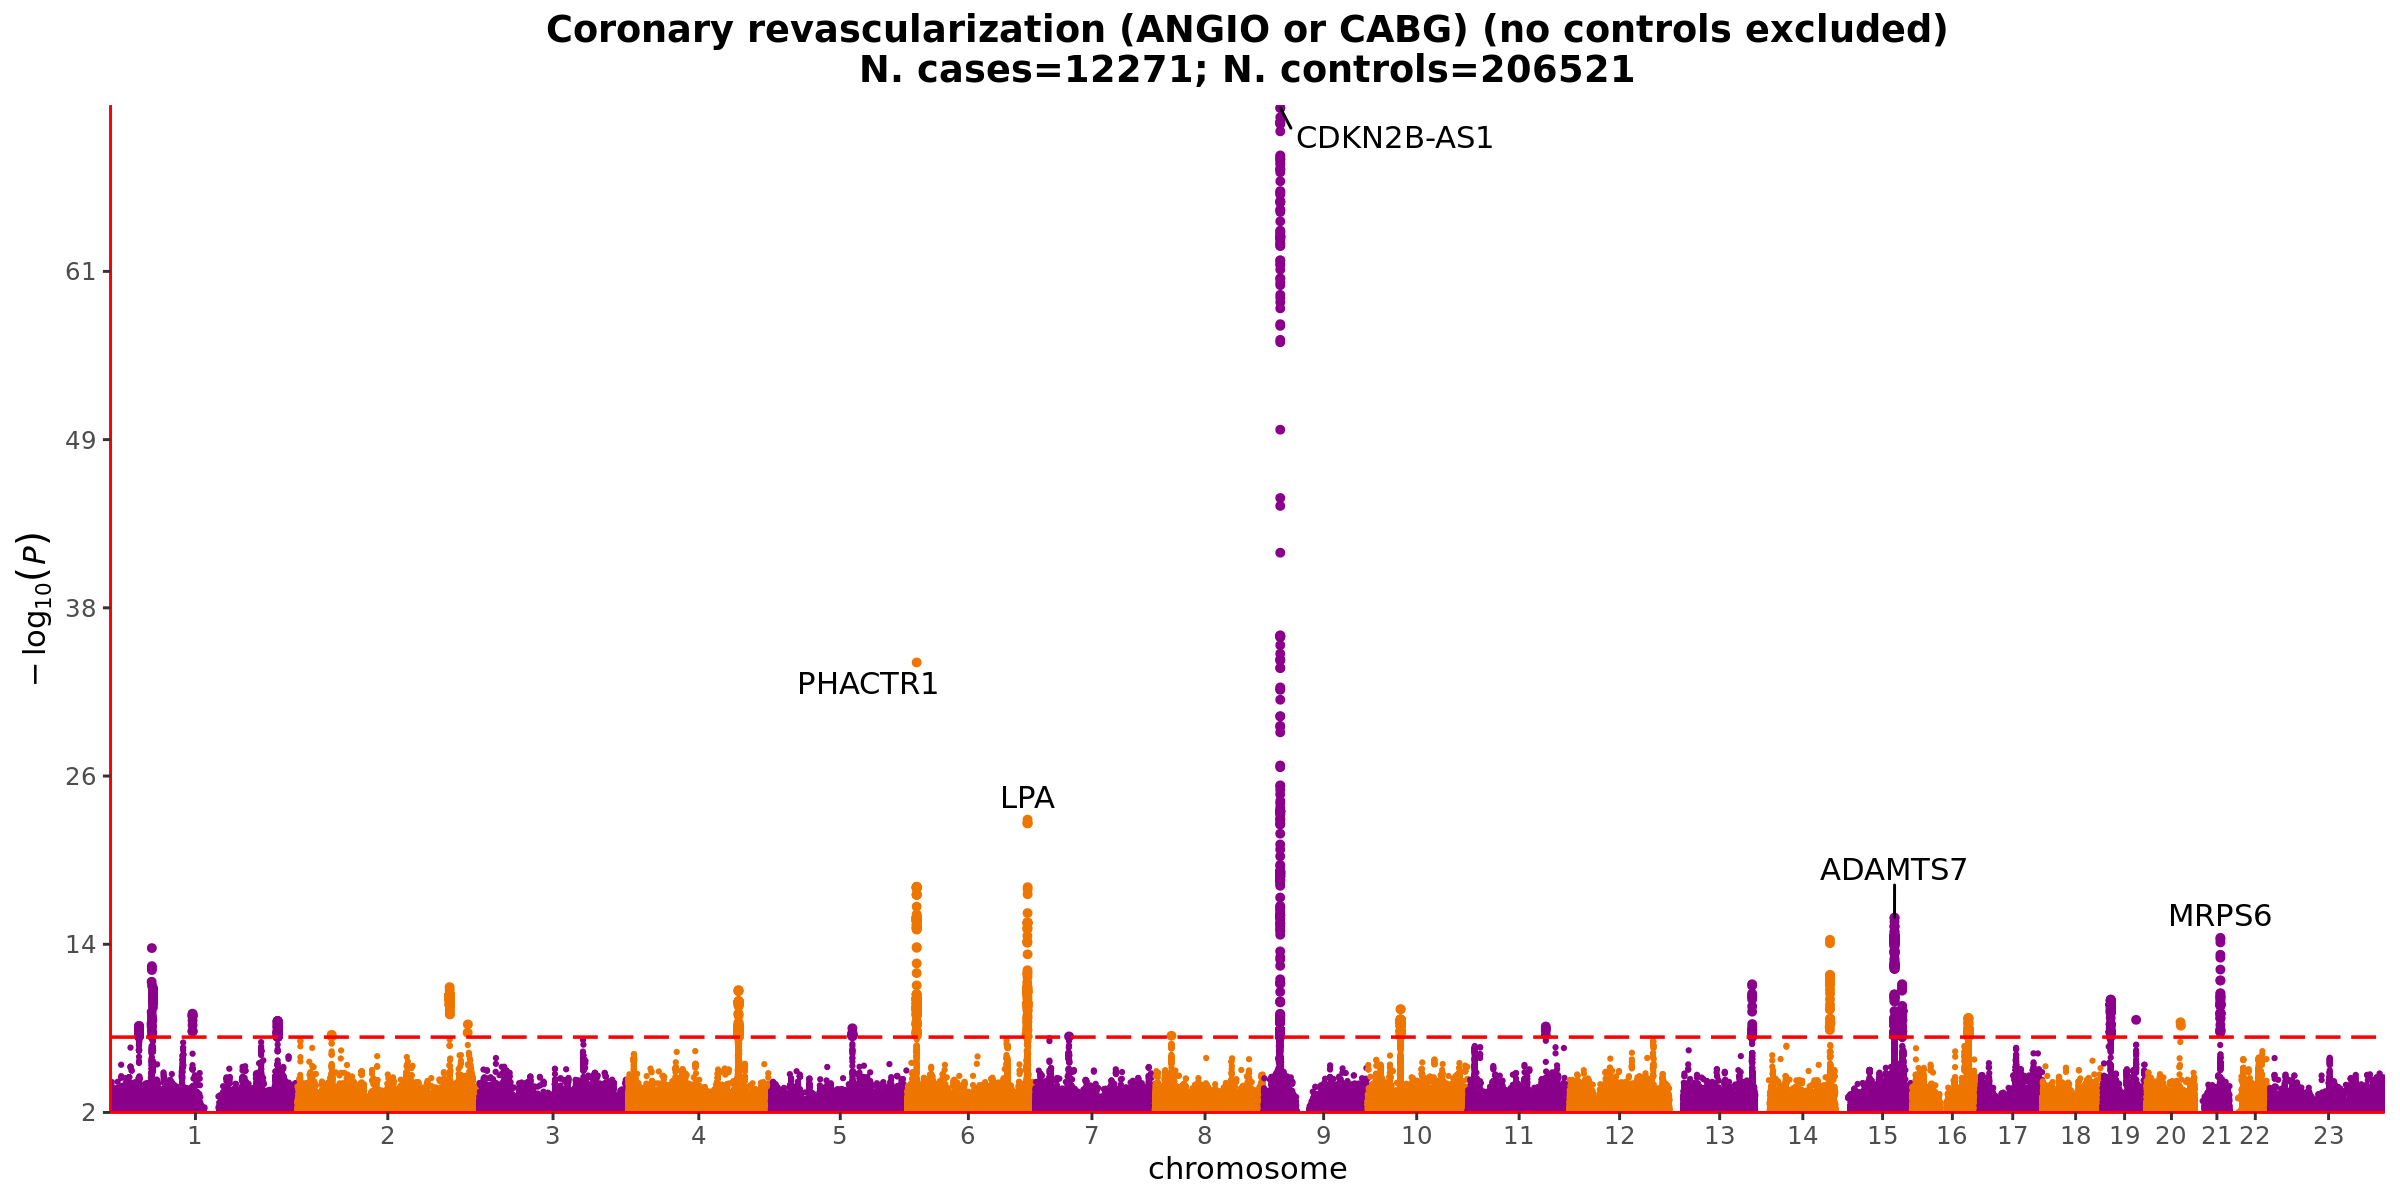 Coronary revascularization (ANGIO or CABG) (no controls excluded)
N. cases=12271; N. controls=206521
CDKN2B-AS1
61
49
−log10(P)
38
PHACTR1
26
LPA
ADAMTS7
MRPS6
14
2
1 2 3 4 5 6 7 8 9 10 11 12 13 14 15 16 17 18 19 20 21 22 23
chromosome